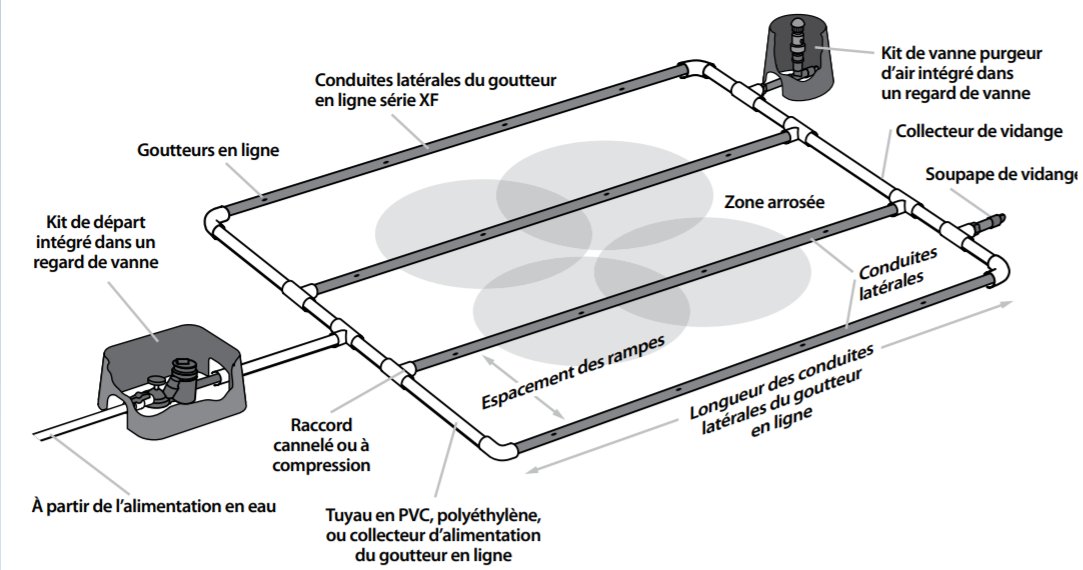 Kit de vanne purgeur
d’air intégré dans
un regard de vanne
Conduites latérales du goutteur
en ligne série XF
Collecteur de vidange
Goutteurs en ligne
Soupape de vidange
Zone arrosée
Kit de départ
intégré dans un
regard de vanne
Conduites
latérales
Espacement des rampes
Longueur des conduites
latérales du goutteur
en ligne
Raccord
cannelé ou à
compression
À partir de l’alimentation en eau
Tuyau en PVC, polyéthylène,
ou collecteur d’alimentation
du goutteur en ligne